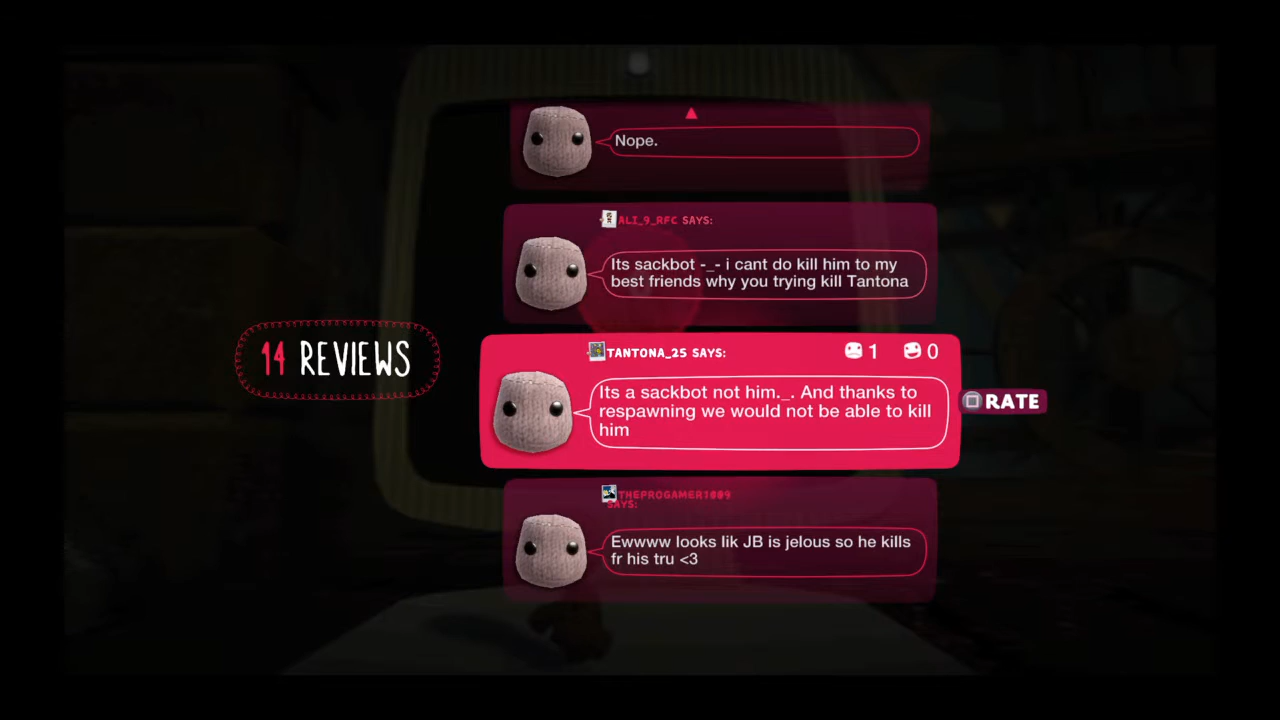 Nope.
ALI_9_RFC SAYS:
Its sackbot -_- i cant do kill him to my
best friends why you trying kill Tantona
14 REVIEWS
TANTONA_25 SAYS:
1
0
Its a sackbot not him._. And thanks to
respawning we would not be able to kill
him
RATE
THEPROGAMER1009
SAYS:
Ewwww looks lik JB is jelous so he kills
fr his tru <3